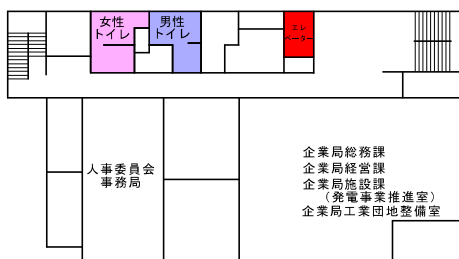 女性
トイレ
男性
トイレ
エレ
ベーター
人事委員会
事務局
企業局総務課
企業局経営課
企業局施設課
（発電事業推進室）
企業局工業団地整備室